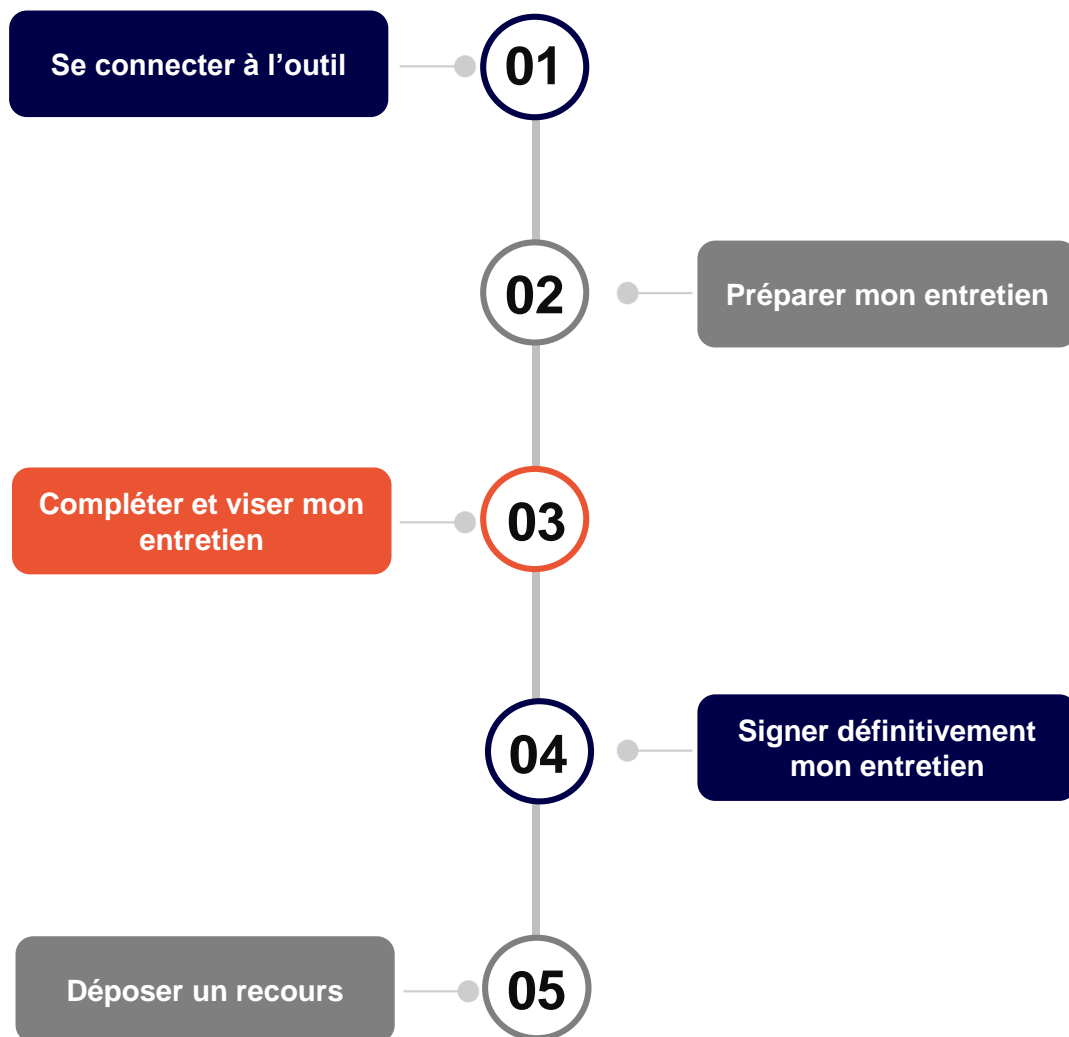 Se connecter à l’outil
01
02
Préparer mon entretien
Compléter et viser mon
entretien
03
04
Signer définitivement
mon entretien
Déposer un recours
05